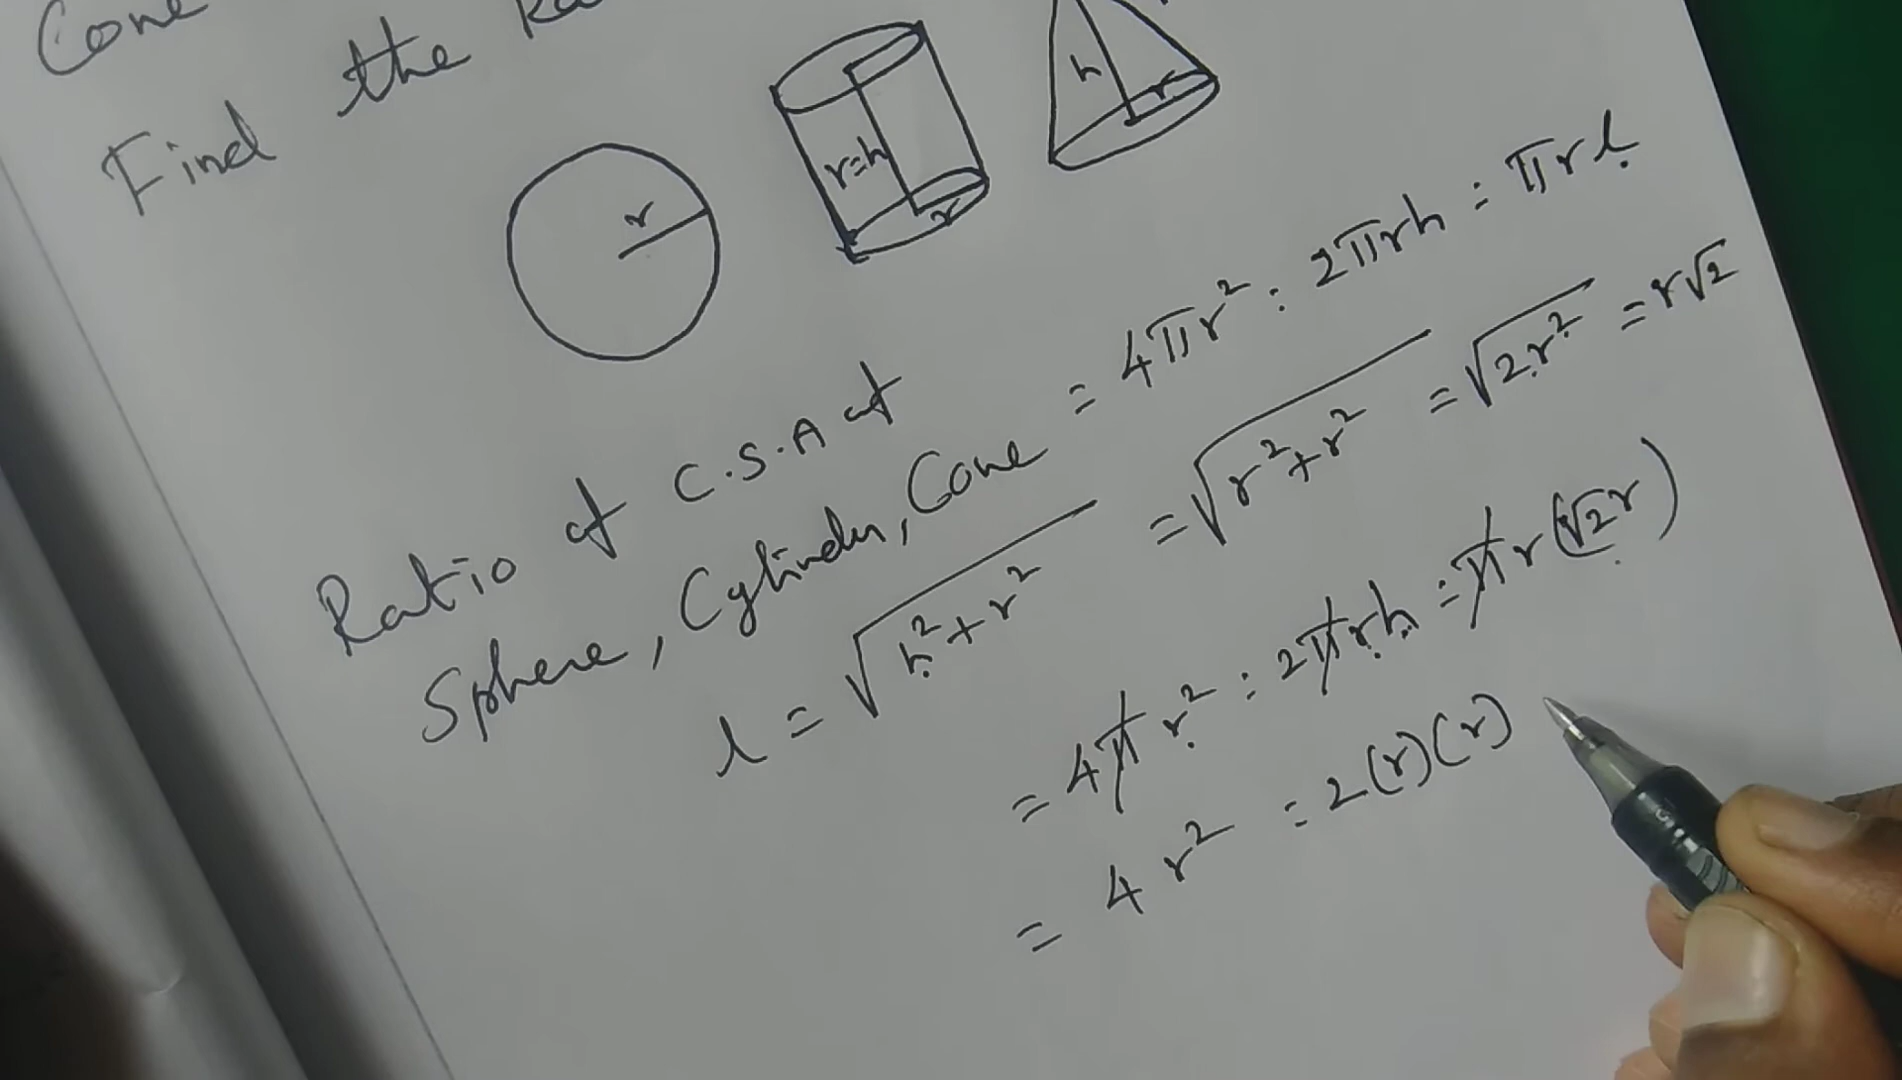 Cone
Find the
r
r=h
r
h
r
Ratio of C.S.A of
Sphere, Cylinder, Cone = 4πr² : 2πrh : πrl
l = √h²+r² = √r²+r² = √2r² = r√2
= 4πr² : 2πrh : πr(√2r)
= 4r² : 2(r)(r)